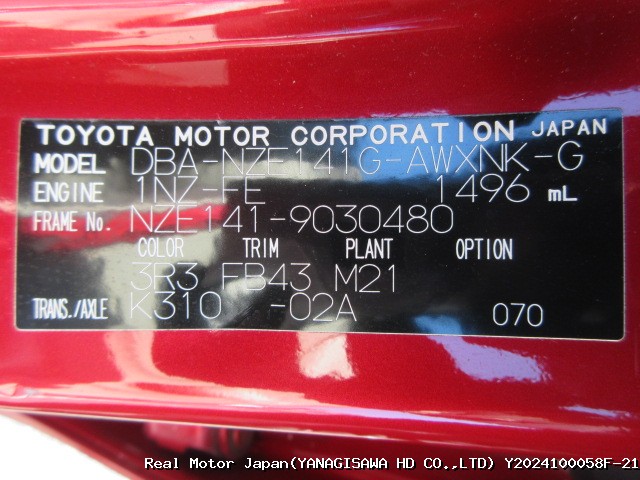 TOYOTA MOTOR CORPORATION JAPAN
MODEL DBA-NZE141G-AWXNK-G
ENGINE 1NZ-FE 1496 mL
FRAME No. NZE141-9030480
COLOR TRIM PLANT OPTION
3R3 FB43 M21
TRANS./AXLE K310 -02A 070
Real Motor Japan(YANAGISAWA HD CO.,LTD) Y2024100058F-21